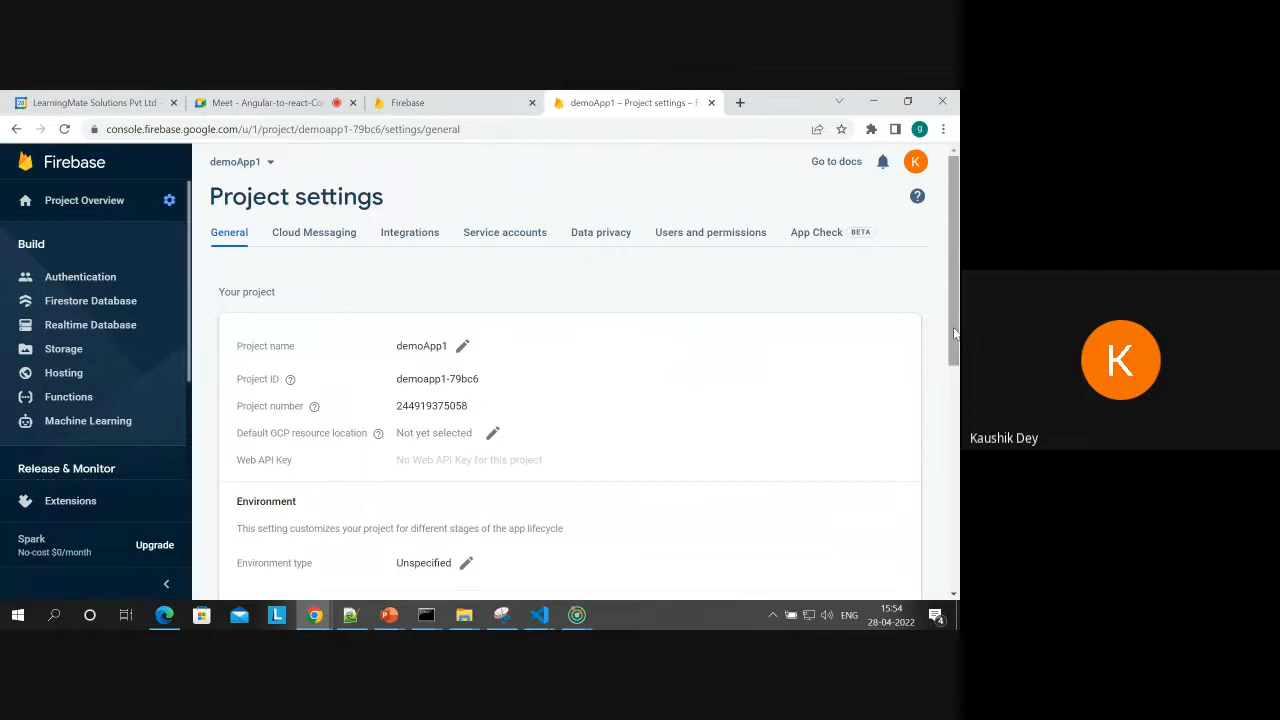 LearningMate Solutions Pvt Ltd -
Meet - Angular-to-react-Co
Firebase
demoApp1 – Project settings – F
console.firebase.google.com/u/1/project/demoapp1-79bc6/settings/general
g
Firebase
demoApp1
Go to docs
K
Project Overview
Project settings
General
Cloud Messaging
Integrations
Service accounts
Data privacy
Users and permissions
App Check BETA
Build
Authentication
Firestore Database
Realtime Database
Storage
Hosting
Functions
Machine Learning
Release & Monitor
Extensions
Spark
No-cost $0/month
Upgrade
Your project
Project name demoApp1
Project ID demoapp1-79bc6
Project number 244919375058
Default GCP resource location Not yet selected
Web API Key No Web API Key for this project
Environment
This setting customizes your project for different stages of the app lifecycle
Environment type Unspecified
K
Kaushik Dey
L
ENG
15:54
28-04-2022
4